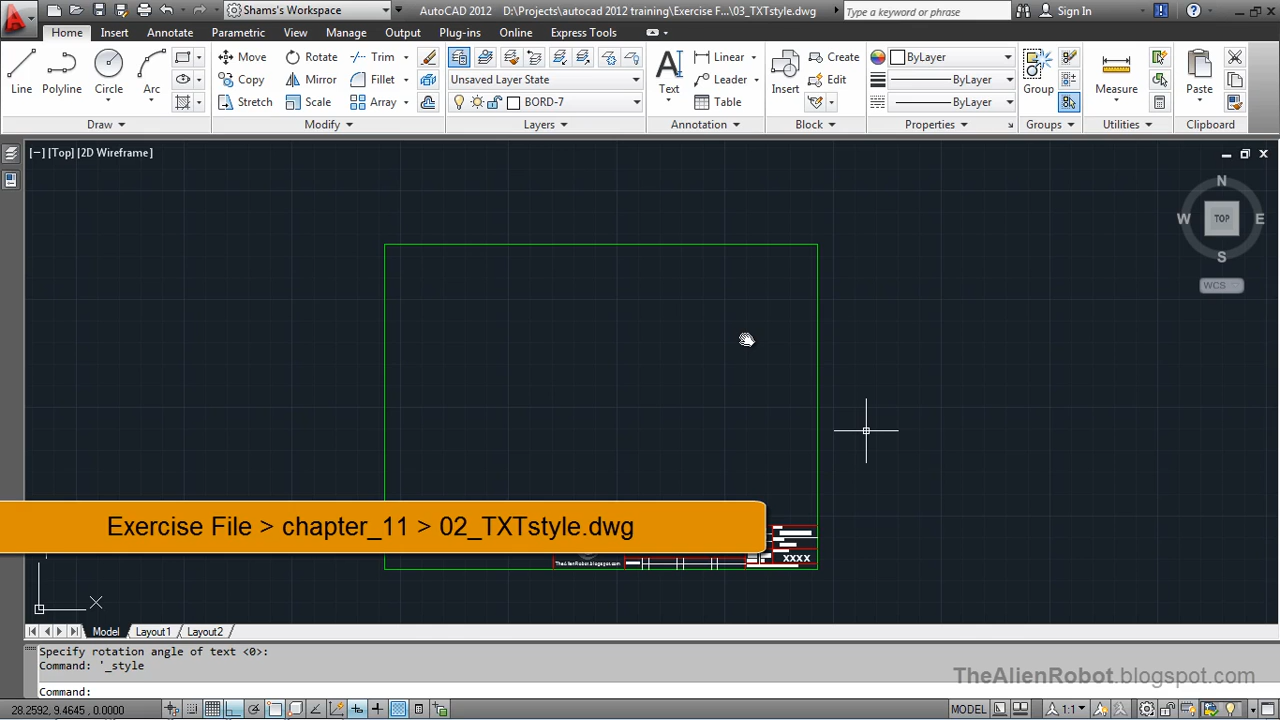 Shams's Workspace
AutoCAD 2012 D:\Projects\autocad 2012 training\Exercise F...\03_TXTstyle.dwg
Type a keyword or phrase
Sign In
Home Insert Annotate Parametric View Manage Output Plug-ins Online Express Tools
Line Polyline Circle Arc
Draw
Move Rotate Trim
Copy Mirror Fillet
Stretch Scale Array
Modify
Unsaved Layer State
BORD-7
Layers
Text
Linear
Leader
Table
Annotation
Insert
Create
Edit
Block
ByLayer
ByLayer
ByLayer
Properties
Group
Groups
Measure
Utilities
Paste
Clipboard
[−] [Top] [2D Wireframe]
N
W TOP E
S
WCS
Exercise File > chapter_11 > 02_TXTstyle.dwg
TheAlienRobot.blogspot.com
XXXX
Model Layout1 Layout2
Specify rotation angle of text <0>:
Command: '_style
Command:
TheAlienRobot.blogspot.com
28.2592, 9.4645, 0.0000
MODEL
1:1